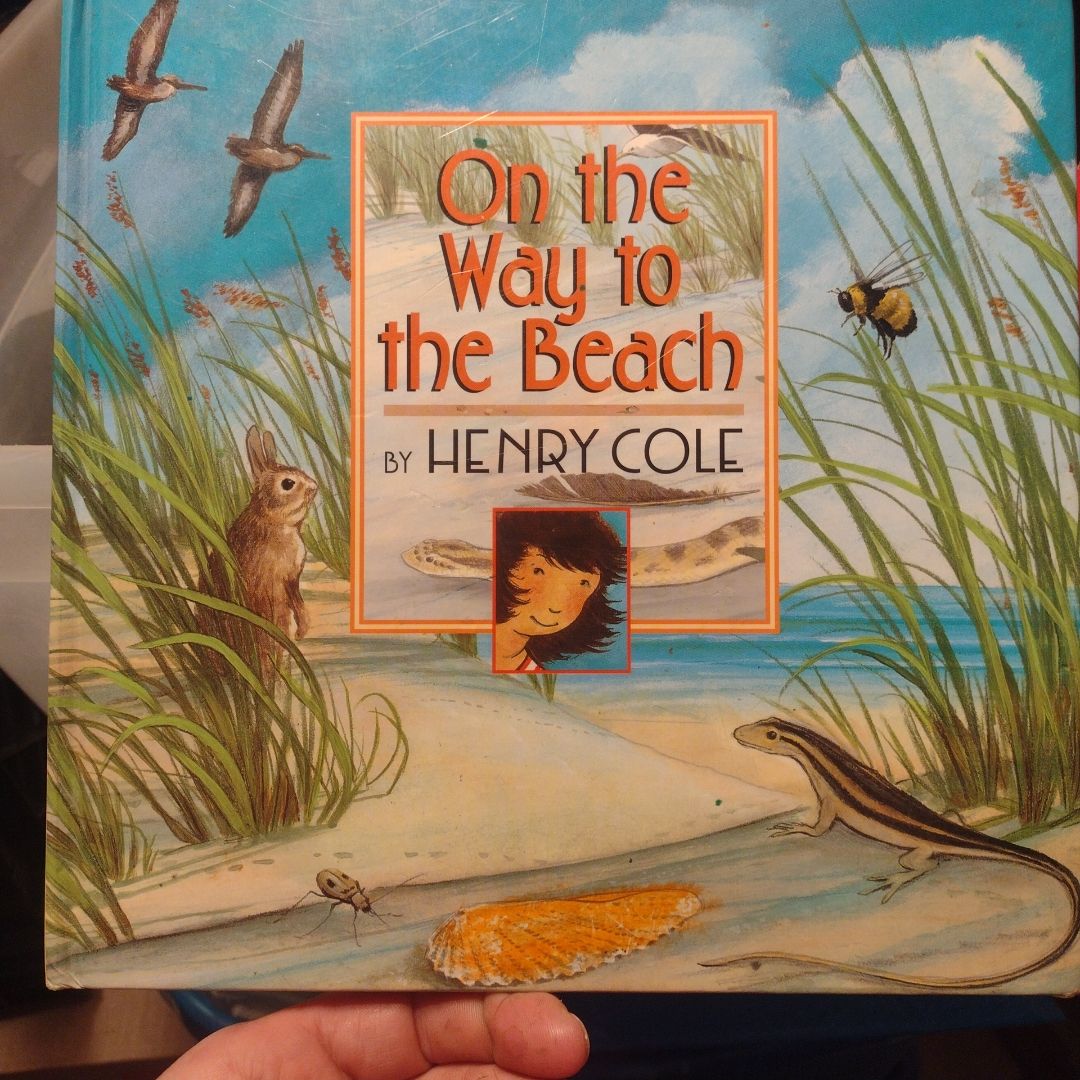 On the
Way to
the Beach
BY HENRY COLE